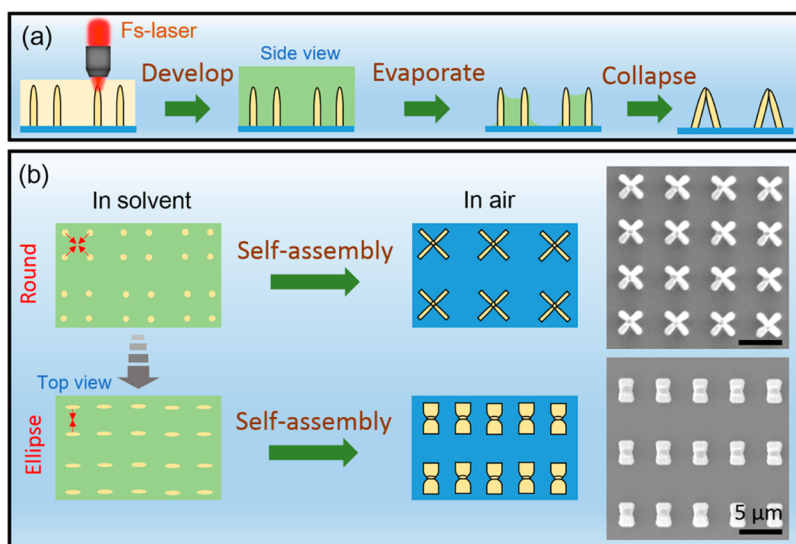 (a)
Fs-laser
Develop
Side view
Evaporate
Collapse
(b)
In solvent
In air
Round
Self-assembly
Top view
Ellipse
Self-assembly
5 μm